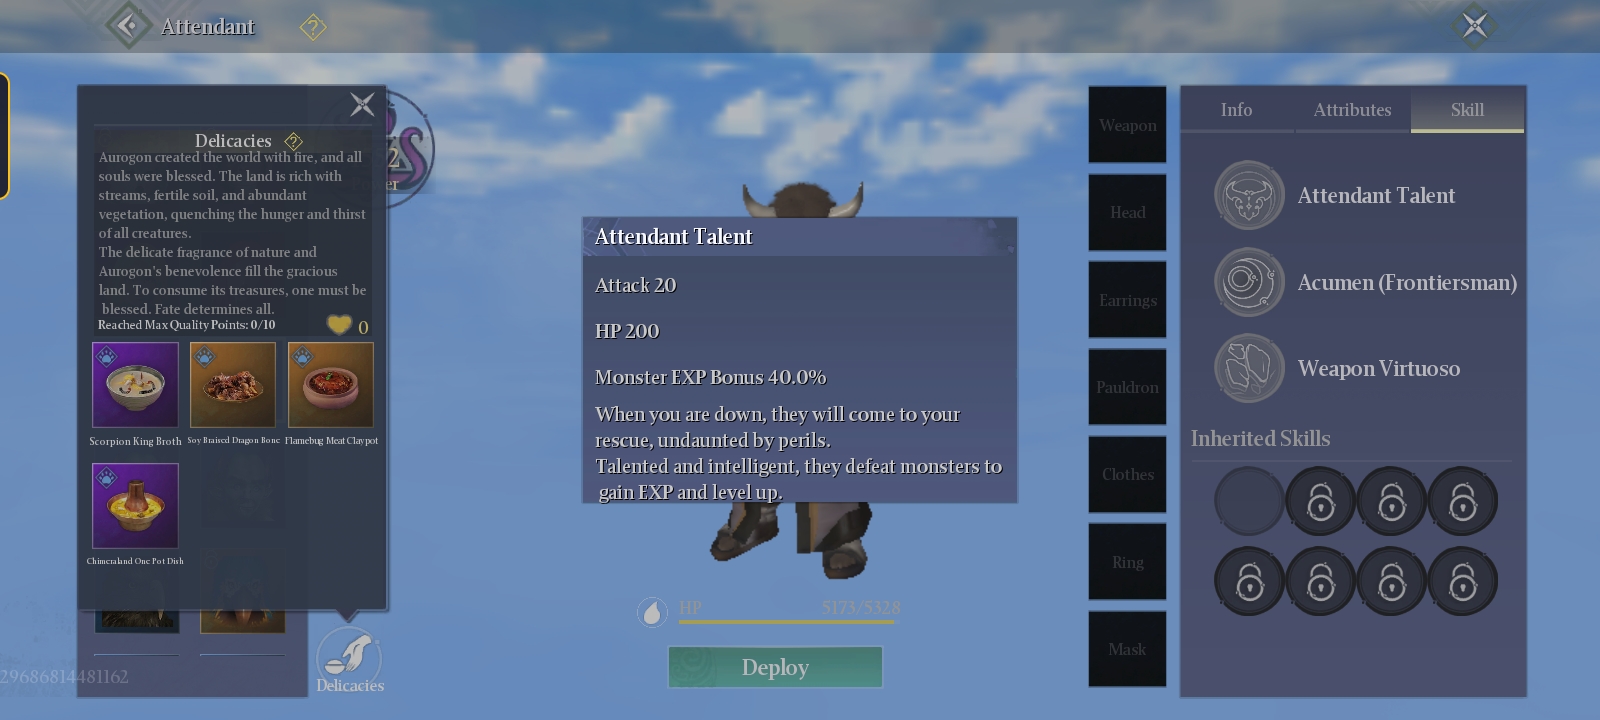 Attendant
?
Delicacies
?
Aurogon created the world with fire, and all
souls were blessed. The land is rich with
streams, fertile soil, and abundant
vegetation, quenching the hunger and thirst
of all creatures.
The delicate fragrance of nature and
Aurogon's benevolence fill the gracious
land. To consume its treasures, one must be
blessed. Fate determines all.
Reached Max Quality Points: 0/10
0
Scorpion King Broth
Soy Braised Dragon Bone
Flamebug Meat Claypot
Chimeraland One Pot Dish
Delicacies
29686814481162
Attendant Talent
Attack 20
HP 200
Monster EXP Bonus 40.0%
When you are down, they will come to your
rescue, undaunted by perils.
Talented and intelligent, they defeat monsters to
gain EXP and level up.
HP
5173/5328
Deploy
Weapon
Head
Earrings
Pauldron
Clothes
Ring
Mask
Info
Attributes
Skill
Attendant Talent
Acumen (Frontiersman)
Weapon Virtuoso
Inherited Skills